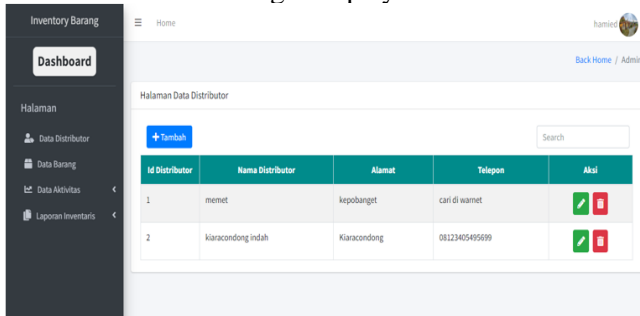 Inventory Barang
Home
hamied
Dashboard
Back Home / Admin
Halaman
Data Distributor
Data Barang
Data Aktivitas
Laporan Inventaris
Halaman Data Distributor
+ Tambah
Search
Id Distributor Nama Distributor Alamat Telepon Aksi
1 memet kepobanget cari di warnet
2 kiaracondong indah Kiaracondong 08123405495699